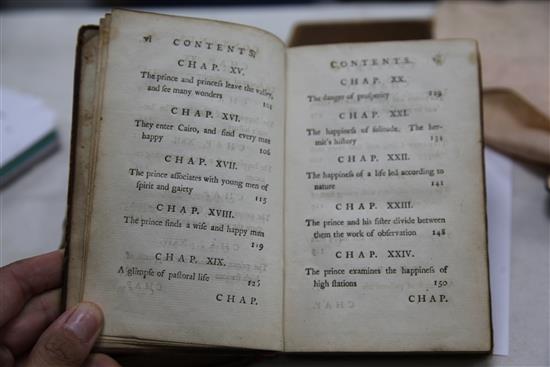 vi CONTENTS.
CHAP. XV.
The prince and princeſs leave the valley,
and ſee many wonders
CHAP. XVI.
They enter Cairo, and find every man
happy 106
CHAP. XVII.
The prince aſſociates with young men of
ſpirit and gaiety 115
CHAP. XVIII.
The prince finds a wiſe and happy man
119
CHAP. XIX.
A glimpſe of paſtoral life 125
CHAP.
CONTENTS.
CHAP. XX.
The danger of proſperity 129
CHAP. XXI.
The happineſs of ſolitude. The her-
mit's hiſtory 132
CHAP. XXII.
The happineſs of a life led according to
nature 141
CHAP. XXIII.
The prince and his ſiſter divide between
them the work of obſervation 148
CHAP. XXIV.
The prince examines the happineſs of
high ſtations 150
CHAP.